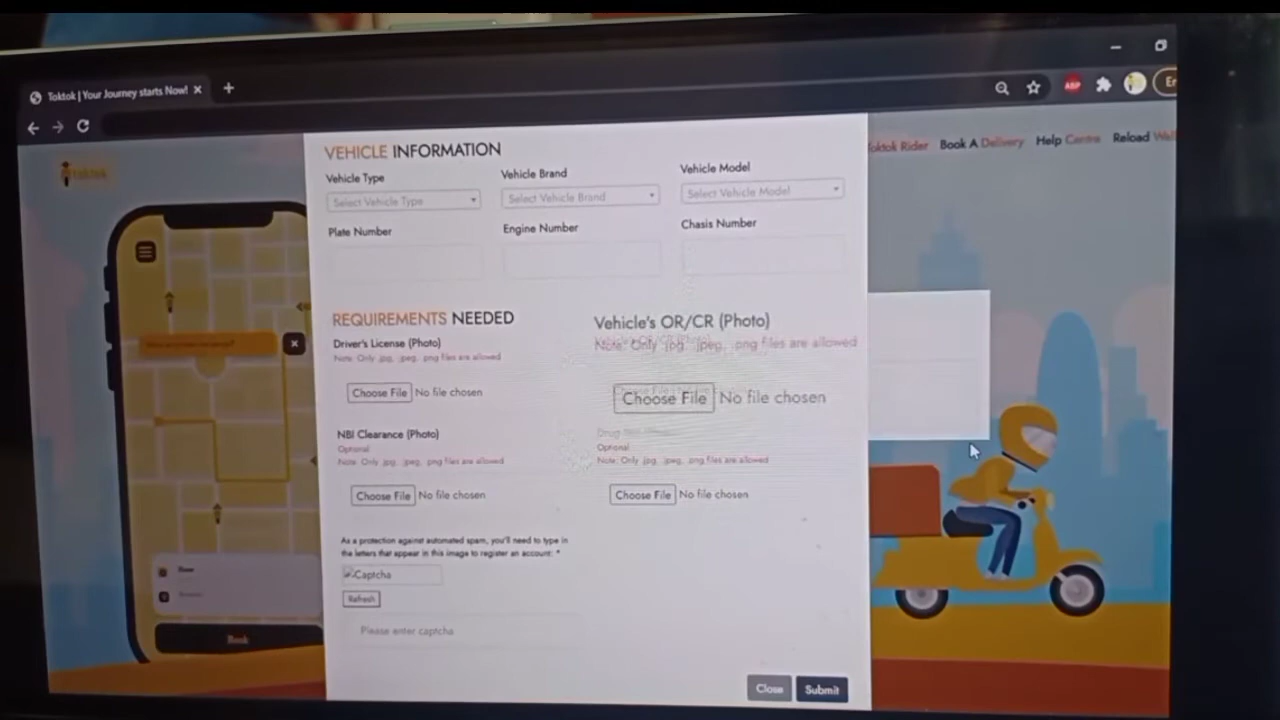 Toktok | Your Journey starts Now!
ABP
Er
toktok
Toktok Rider Book A Delivery Help Centre Reload Wall
VEHICLE INFORMATION
Vehicle Type Vehicle Brand Vehicle Model
Select Vehicle Type Select Vehicle Brand Select Vehicle Model
Plate Number Engine Number Chasis Number
REQUIREMENTS NEEDED
Vehicle's OR/CR (Photo)
Driver's License (Photo)
Note: Only .jpg, .jpeg, .png files are allowed
Note: Only .jpg, .jpeg, .png files are allowed
Choose File No file chosen
Choose File No file chosen
NBI Clearance (Photo)
Optional
Note: Only .jpg, .jpeg, .png files are allowed
Drug
Optional
Note: Only .jpg, .jpeg, .png files are allowed
Choose File No file chosen
Choose File No file chosen
As a protection against automated spam, you'll need to type in
the letters that appear in this image to register an account: *
Captcha
Refresh
Please enter captcha
Close Submit
Book